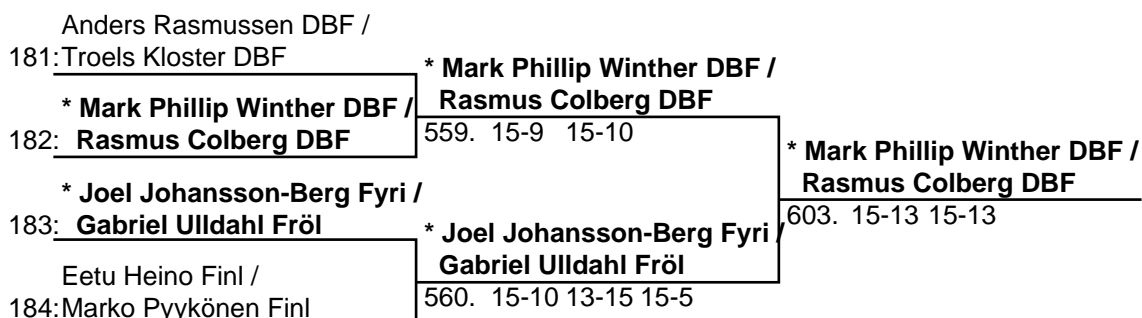 Anders Rasmussen DBF /
181:Troels Kloster DBF
* Mark Phillip Winther DBF /
182: Rasmus Colberg DBF
* Joel Johansson-Berg Fyri /
183: Gabriel Ulldahl Fröl
Eetu Heino Finl /
184:Marko Pyykönen Finl
* Mark Phillip Winther DBF /
Rasmus Colberg DBF
559. 15-9 15-10
* Joel Johansson-Berg Fyri /
Gabriel Ulldahl Fröl
560. 15-10 13-15 15-5
* Mark Phillip Winther DBF /
Rasmus Colberg DBF
603. 15-13 15-13